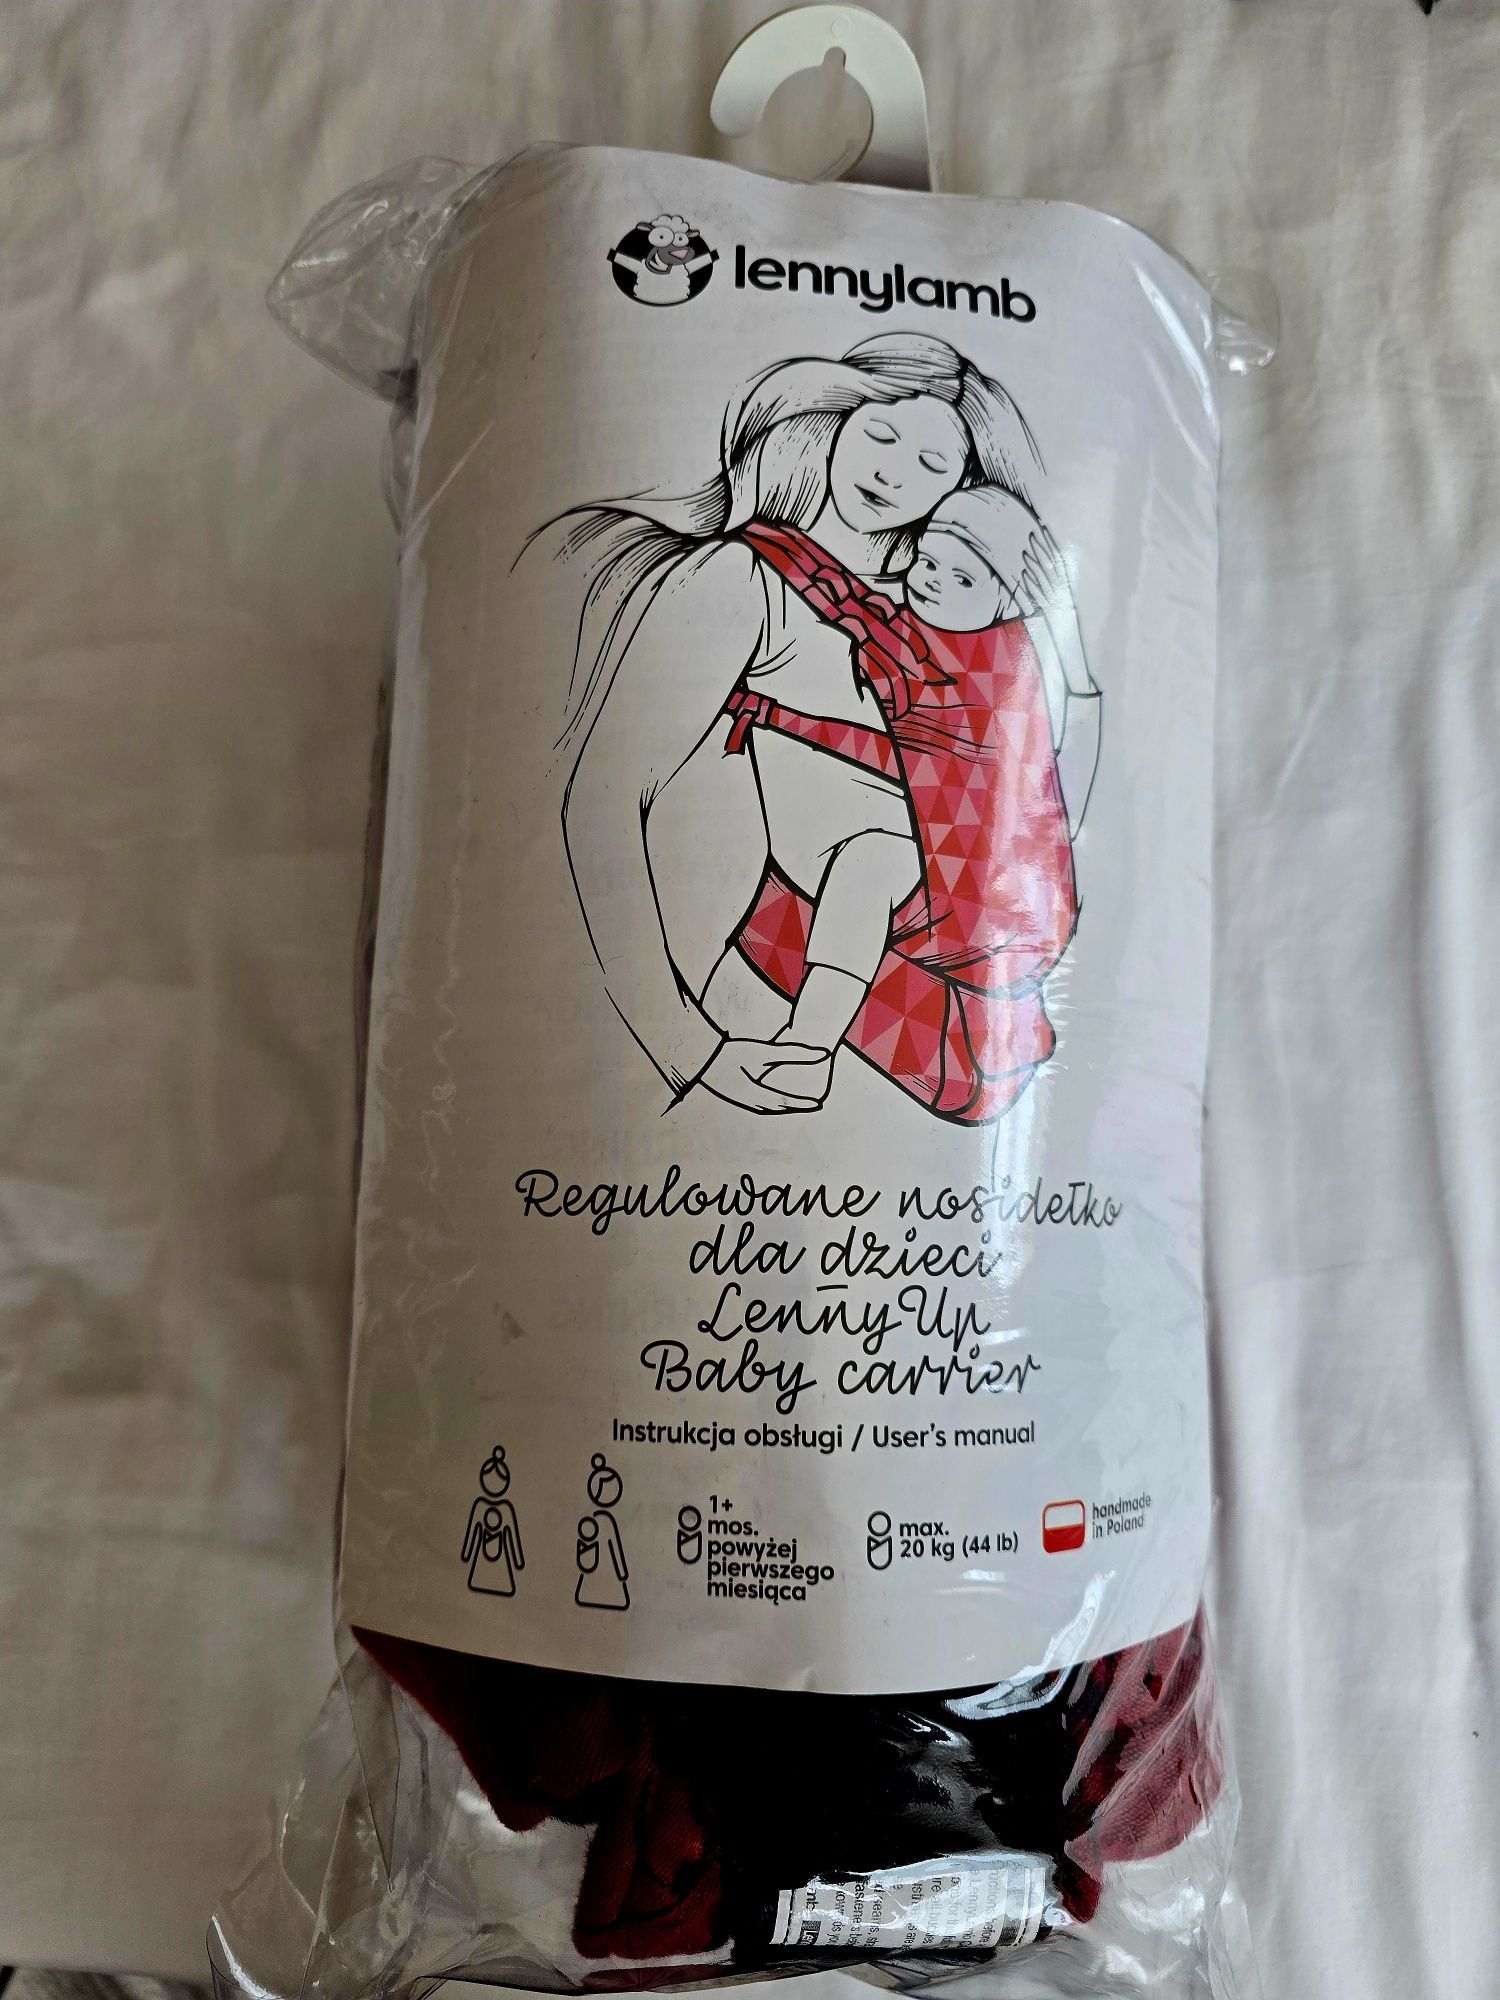 lennylamb
Regulowane nosidełko
dla dzieci
LennyUp
Baby carrier
Instrukcja obsługi / User's manual
1+
mos.
powyżej
pierwszego
miesiąca
max.
20 kg (44 lb)
handmade
in Poland